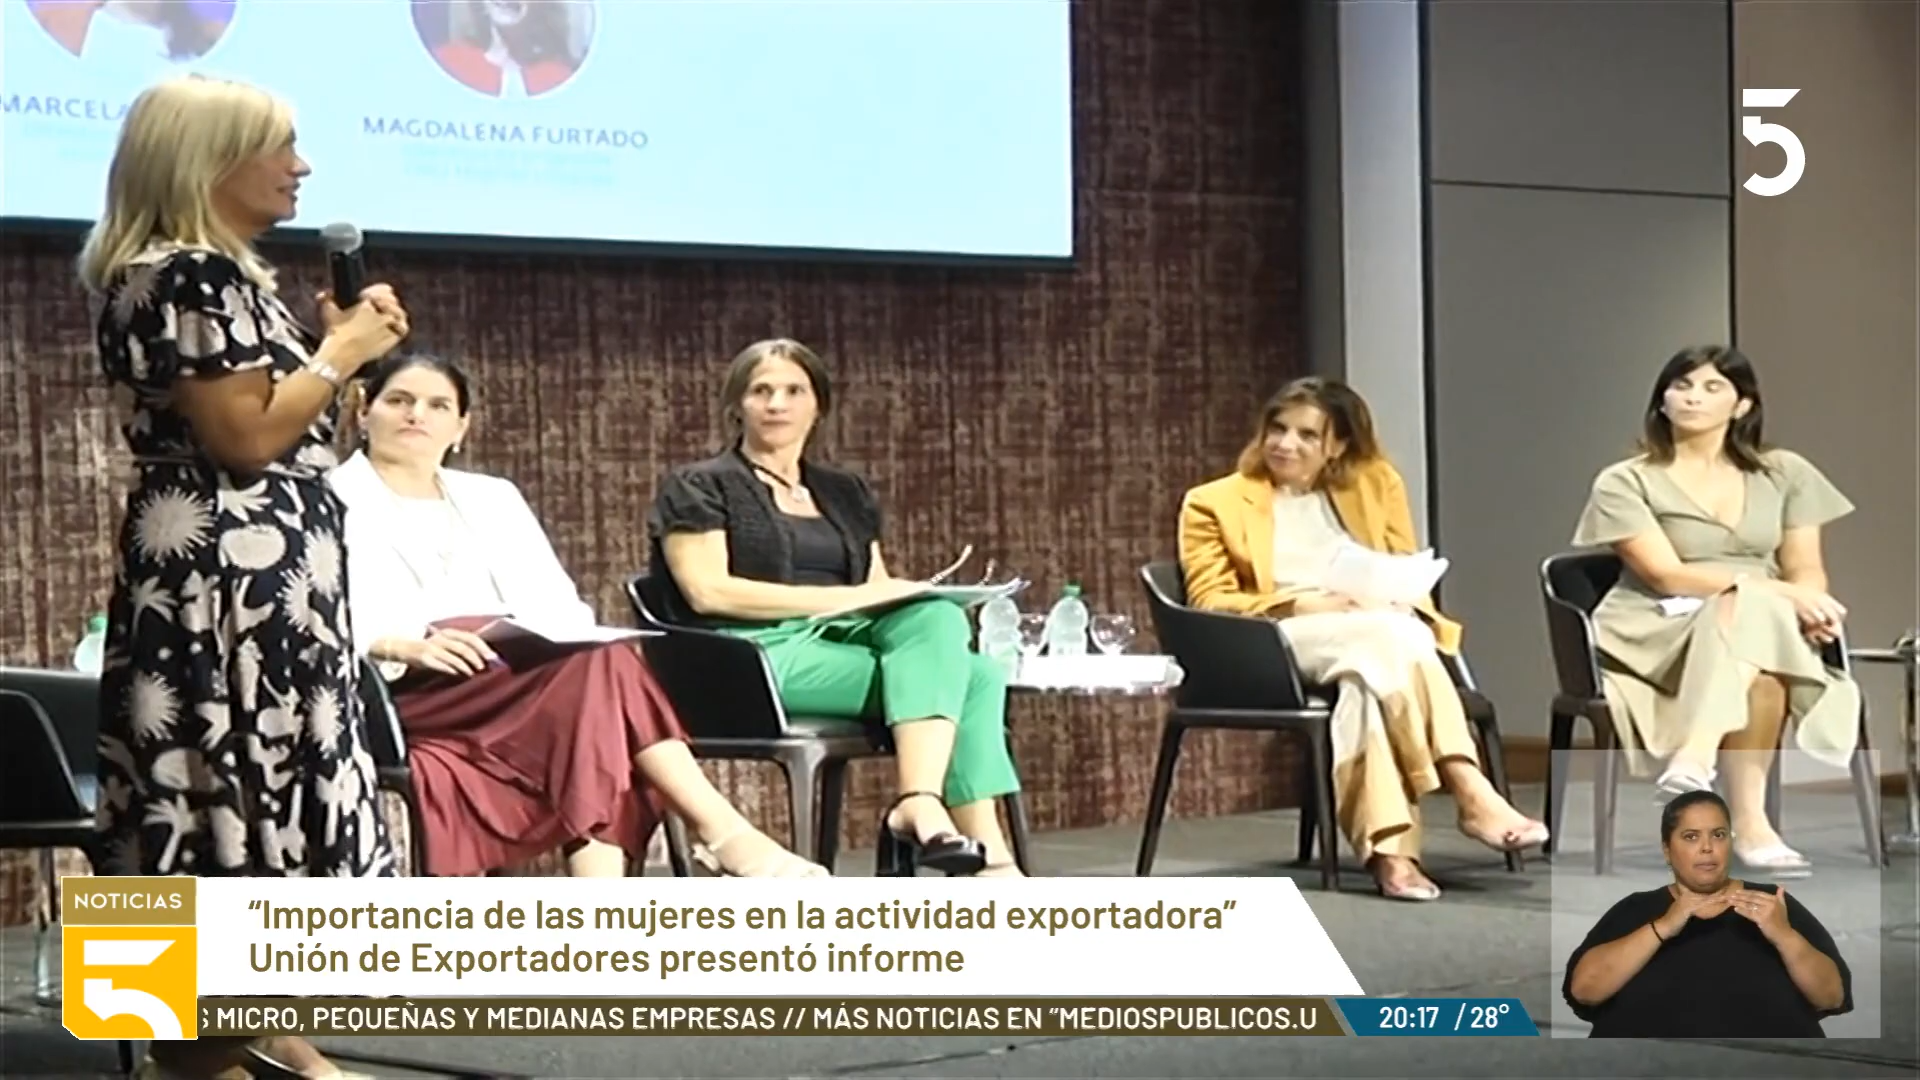 MARCELA
MAGDALENA FURTADO
5
NOTICIAS
5
“Importancia de las mujeres en la actividad exportadora”
Unión de Exportadores presentó informe
S MICRO, PEQUEÑAS Y MEDIANAS EMPRESAS // MÁS NOTICIAS EN "MEDIOSPUBLICOS.U
20:17 / 28°